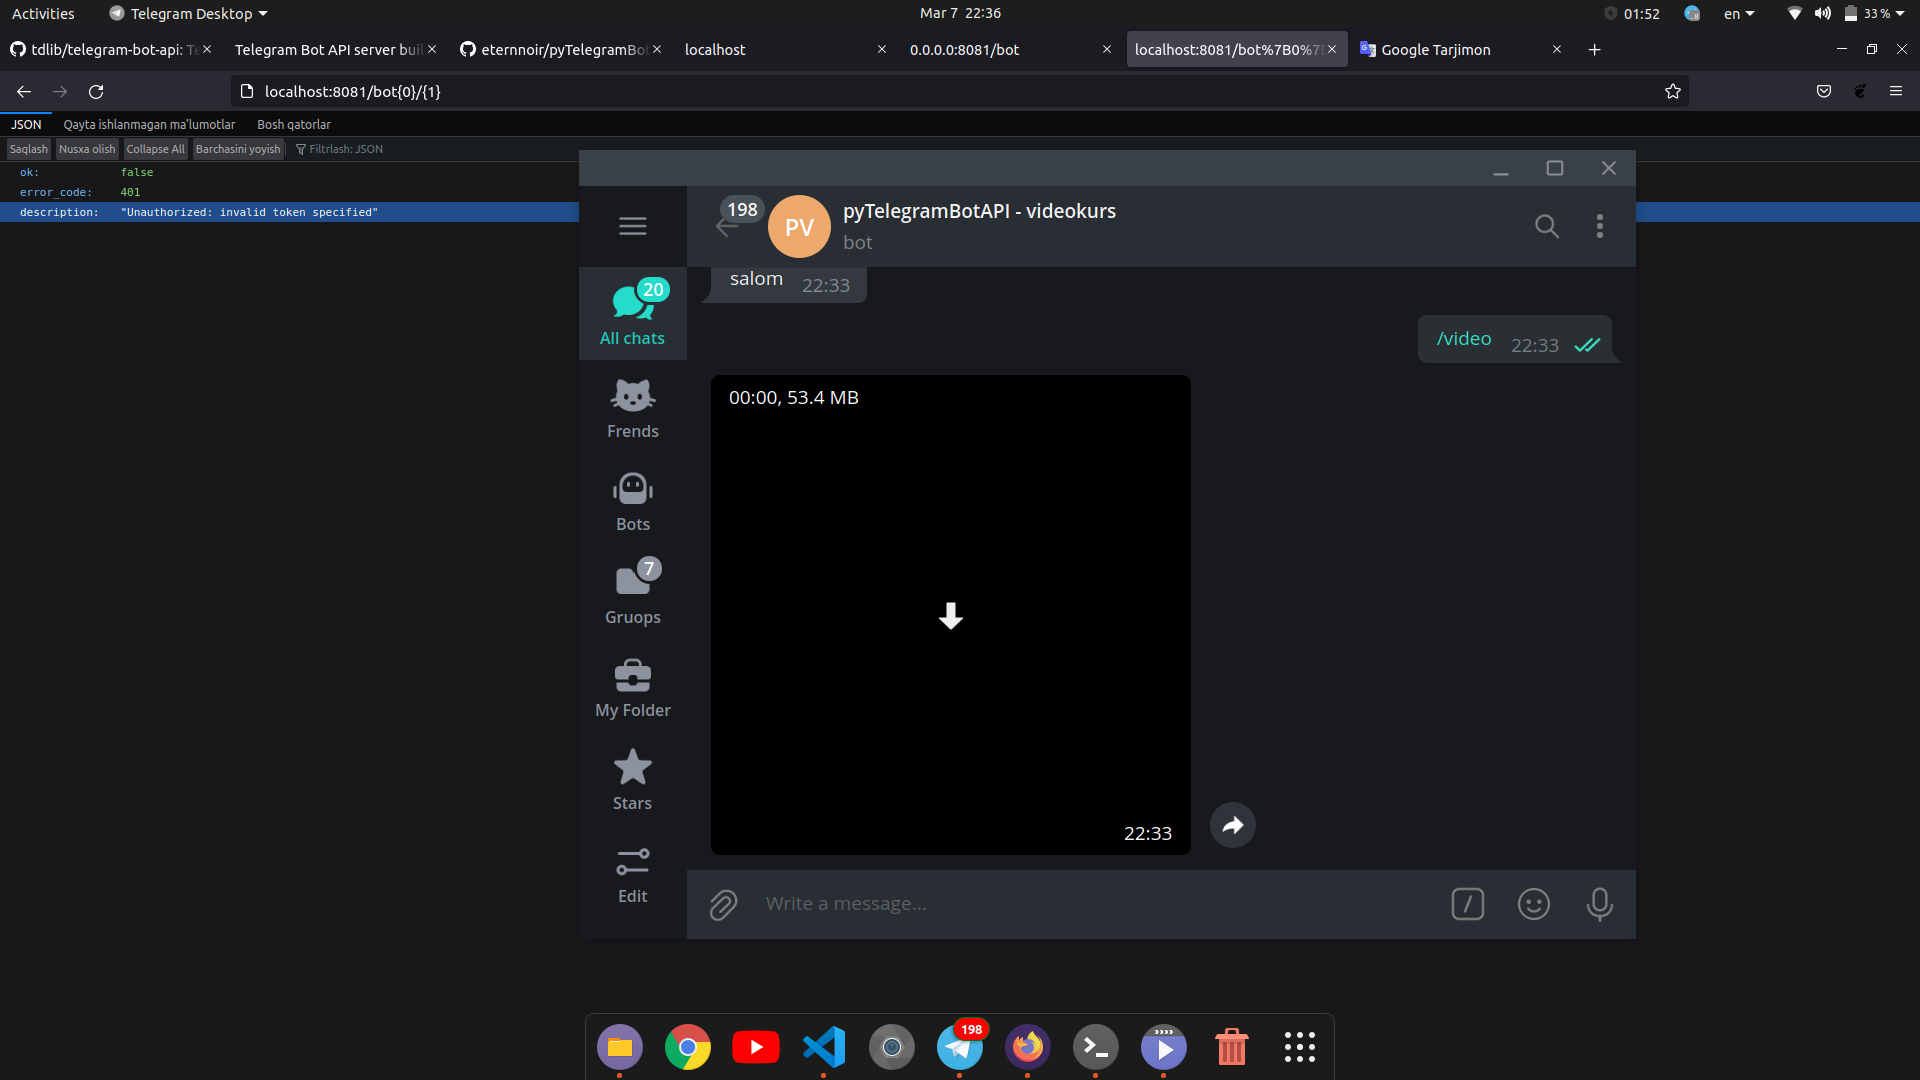 Activities
Telegram Desktop
Mar 7 22:36
01:52
en
33 %
tdlib/telegram-bot-api: Te
Telegram Bot API server buil
eternnoir/pyTelegramBot
localhost
0.0.0.0:8081/bot
localhost:8081/bot%7B0%7D
Google Tarjimon
localhost:8081/bot{0}/{1}
JSON
Qayta ishlanmagan maʼlumotlar
Bosh qatorlar
Saqlash
Nusxa olish
Collapse All
Barchasini yoyish
Filtrlash: JSON
ok: false
error_code: 401
description: "Unauthorized: invalid token specified"
198
PV
pyTelegramBotAPI - videokurs
bot
20
All chats
Frends
Bots
7
Gruops
My Folder
Stars
Edit
salom 22:33
/video 22:33
00:00, 53.4 MB
22:33
Write a message...
198